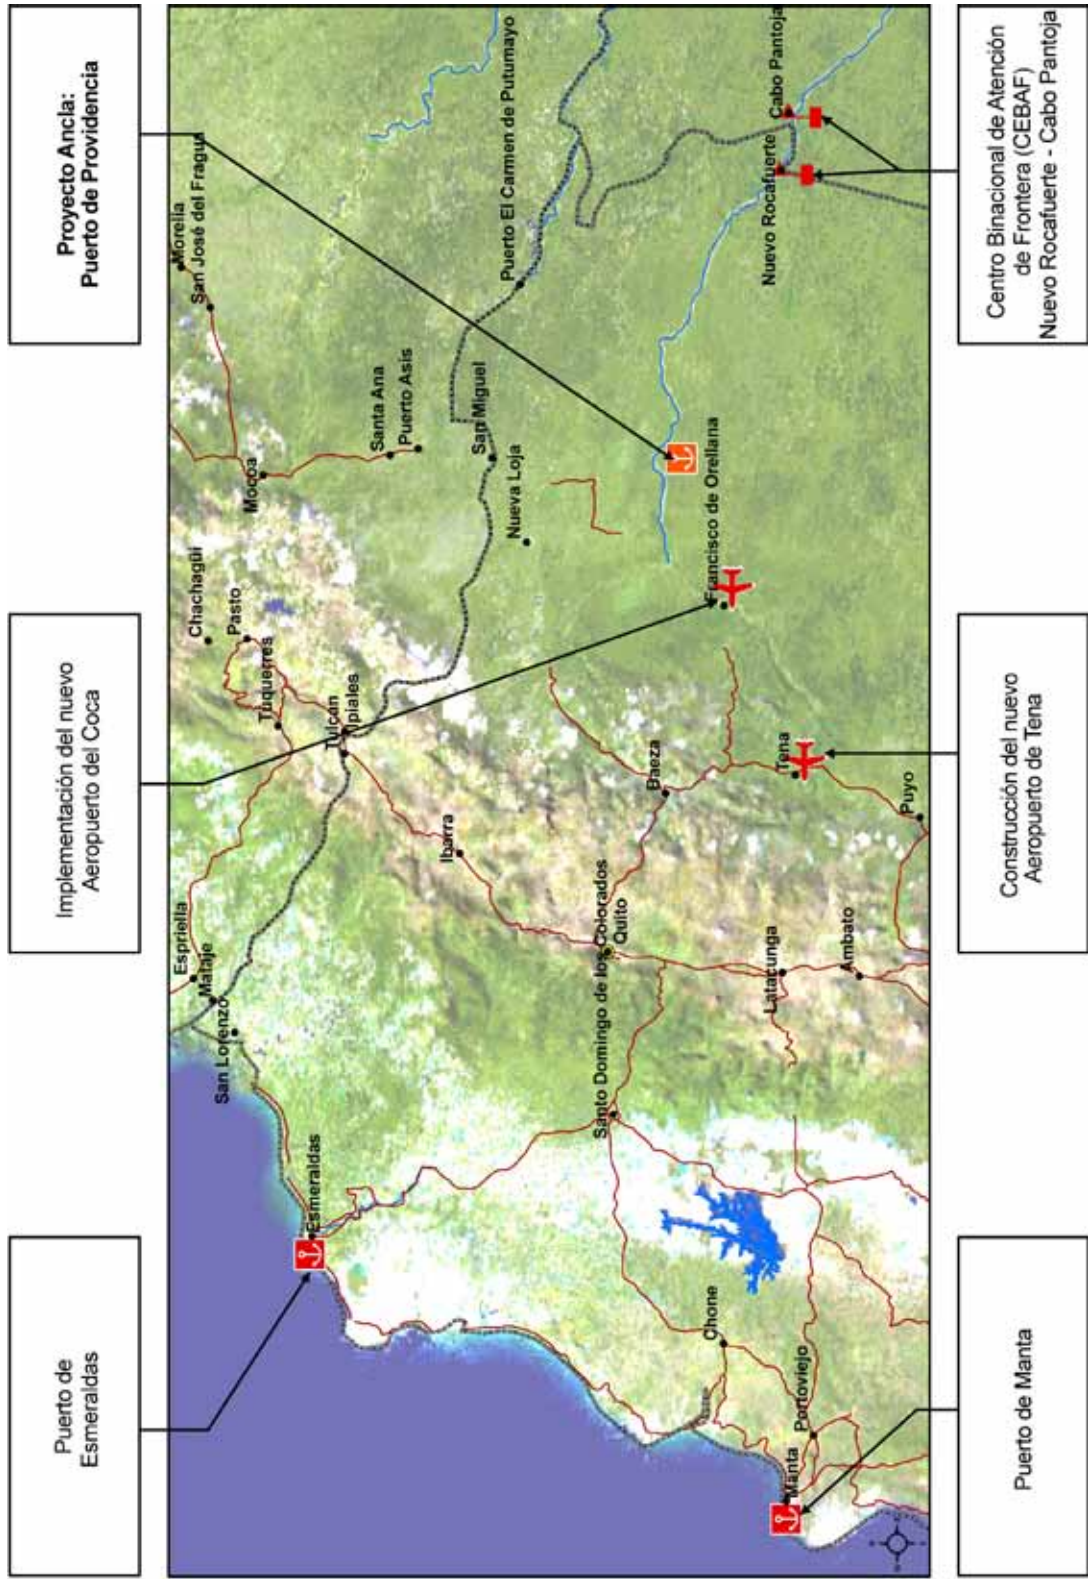 Puerto de
Esmeraldas
Implementación del nuevo
Aeropuerto del Coca
Proyecto Ancla:
Puerto de Providencia
Morelia
San José del Fragua
Espriella
Mataje
San Lorenzo
Chachagüí
Pasto
Tuquerres
Mocoa
Esmeraldas
Tulcán
Ipiales
Santa Ana
Puerto Asis
Ibarra
San Miguel
Nueva Loja
Puerto El Carmen de Putumayo
Santo Domingo de los Colorados
Quito
Baeza
Chone
Francisco de Orellana
Portoviejo
Manta
Latacunga
Ambato
Tena
Puyo
Nuevo Rocafuerte
Cabo Pantoja
Puerto de Manta
Construcción del nuevo
Aeropuerto de Tena
Centro Binacional de Atención
de Frontera (CEBAF)
Nuevo Rocafuerte - Cabo Pantoja